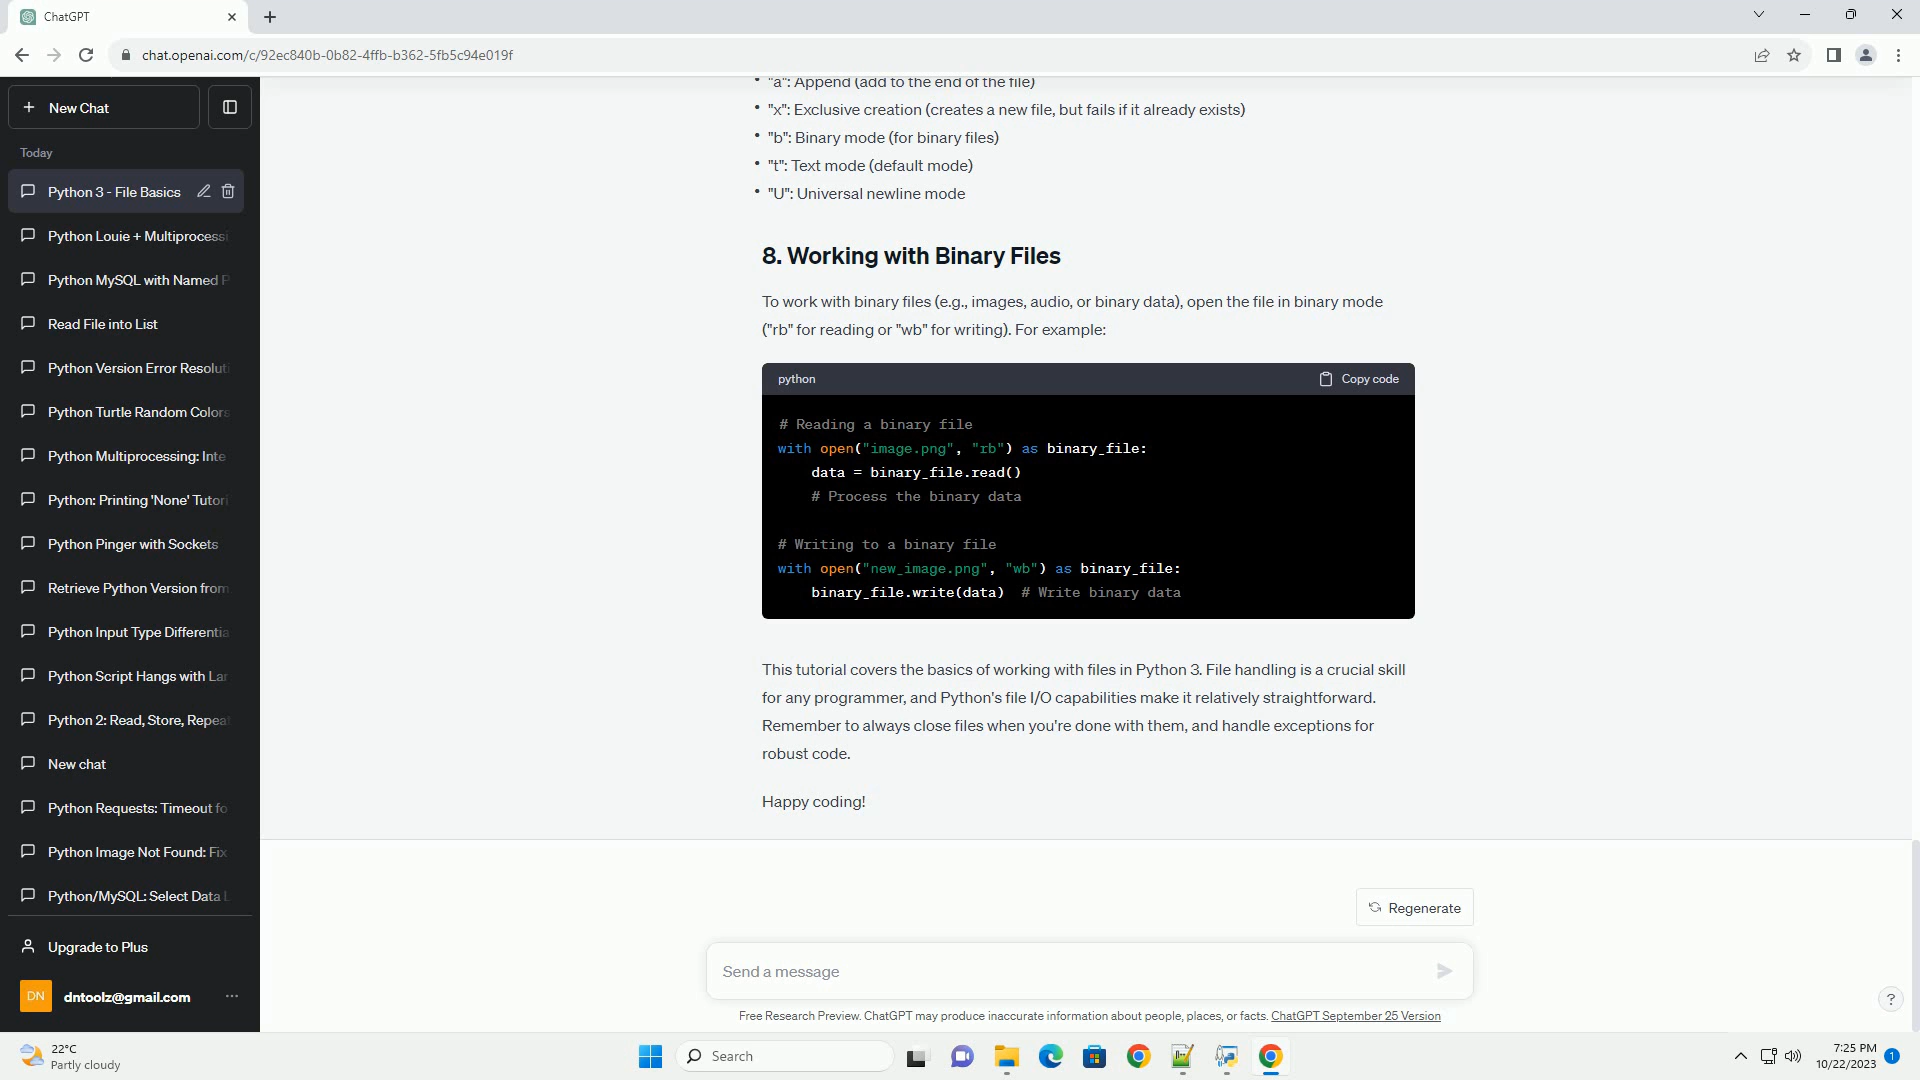 ChatGPT
chat.openai.com/c/92ec840b-0b82-4ffb-b362-5fb5c94e019f
New Chat
Today
Python 3 - File Basics
Python Louie + Multiprocessi
Python MySQL with Named P
Read File into List
Python Version Error Resoluti
Python Turtle Random Colors
Python Multiprocessing: Inte
Python: Printing 'None' Tutori
Python Pinger with Sockets
Retrieve Python Version from
Python Input Type Differentia
Python Script Hangs with Lar
Python 2: Read, Store, Repea
New chat
Python Requests: Timeout fo
Python Image Not Found: Fix
Python/MySQL: Select Data L
Upgrade to Plus
DN dntoolz@gmail.com
• "a": Append (add to the end of the file)
• "x": Exclusive creation (creates a new file, but fails if it already exists)
• "b": Binary mode (for binary files)
• "t": Text mode (default mode)
• "U": Universal newline mode
8. Working with Binary Files
To work with binary files (e.g., images, audio, or binary data), open the file in binary mode
("rb" for reading or "wb" for writing). For example:
python Copy code
# Reading a binary file
with open("image.png", "rb") as binary_file:
    data = binary_file.read()
    # Process the binary data
# Writing to a binary file
with open("new_image.png", "wb") as binary_file:
    binary_file.write(data)  # Write binary data
This tutorial covers the basics of working with files in Python 3. File handling is a crucial skill
for any programmer, and Python's file I/O capabilities make it relatively straightforward.
Remember to always close files when you're done with them, and handle exceptions for
robust code.
Happy coding!
Regenerate
Send a message
?
Free Research Preview. ChatGPT may produce inaccurate information about people, places, or facts. ChatGPT September 25 Version
22°C
Partly cloudy
Search
7:25 PM
10/22/2023
1